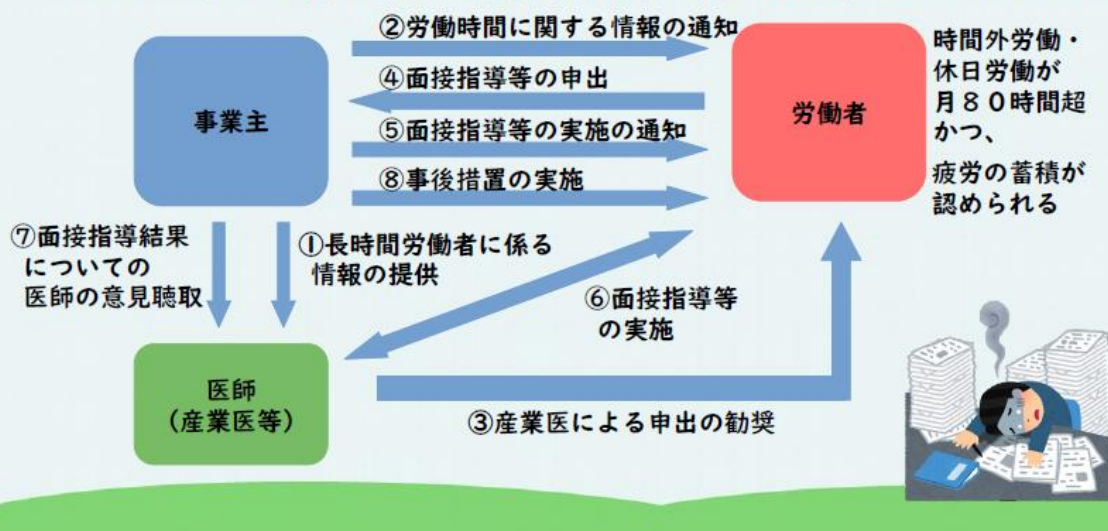 ②労働時間に関する情報の通知
事業主
④面接指導等の申出
⑤面接指導等の実施の通知
⑧事後措置の実施
労働者
時間外労働・
休日労働が
月８０時間超
かつ、
疲労の蓄積が
認められる
⑦面接指導結果
についての
医師の意見聴取
①長時間労働者に係る
情報の提供
⑥面接指導等
の実施
医師
（産業医等）
③産業医による申出の勧奨